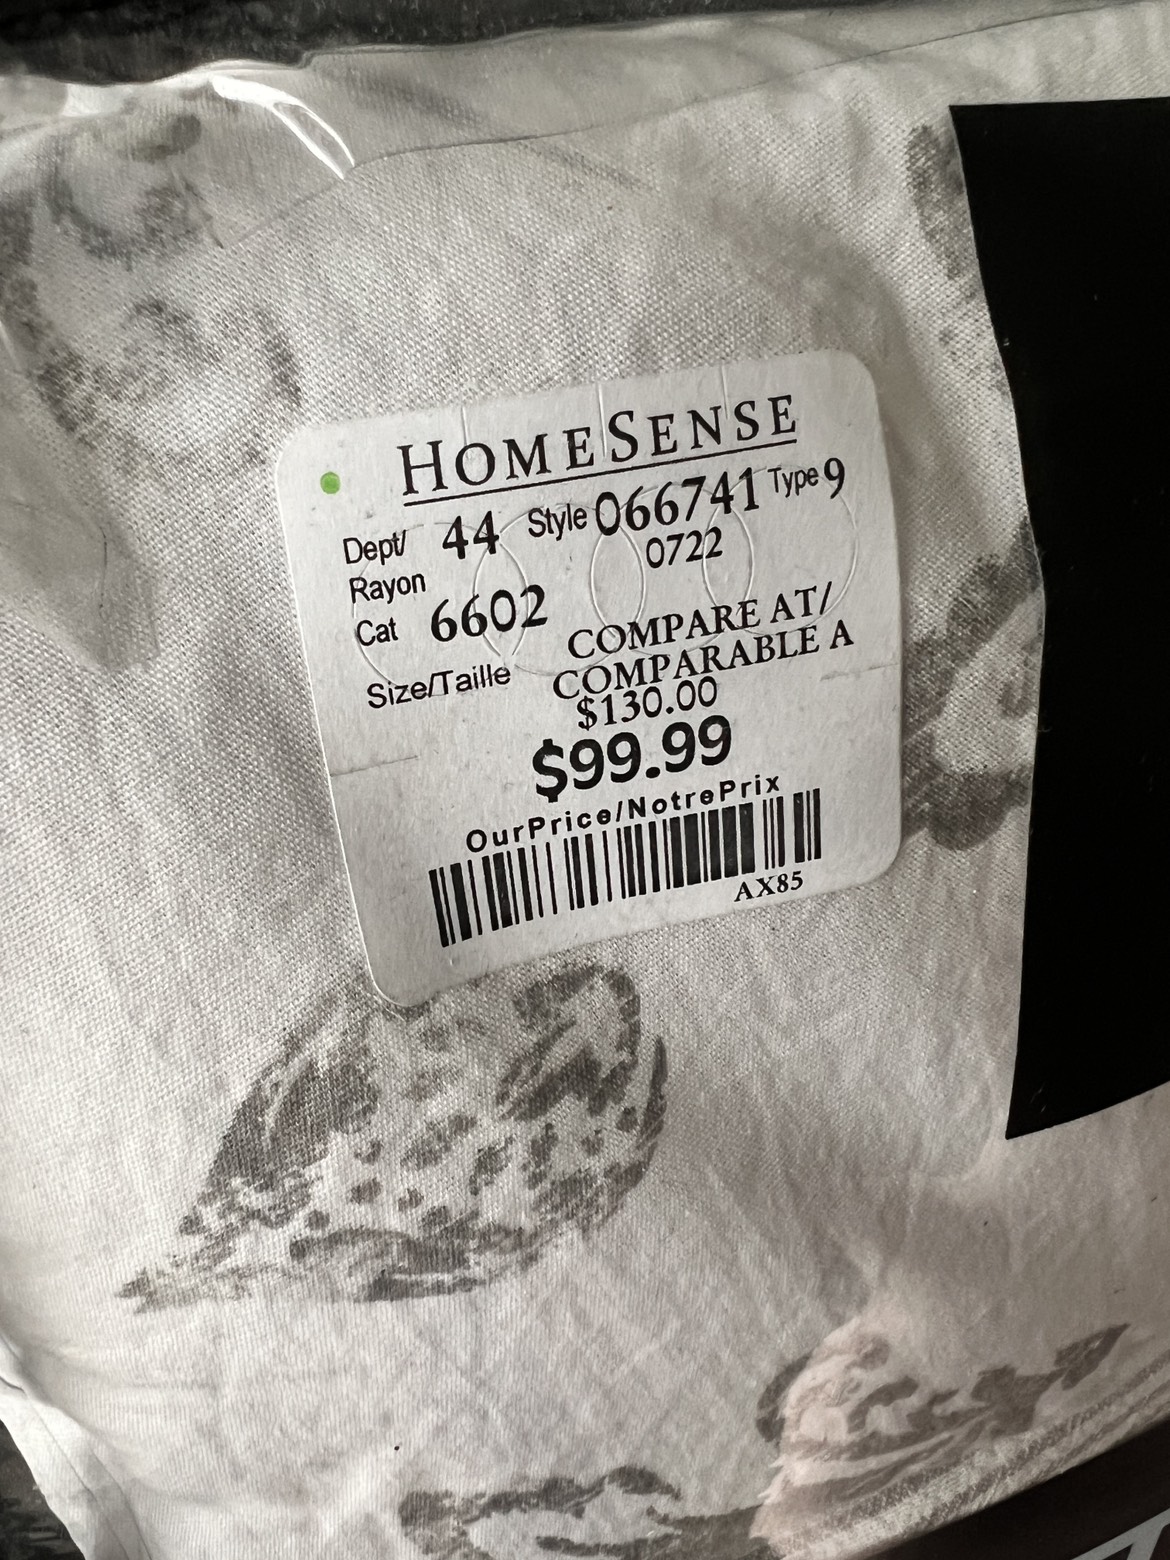 HOMESENSE
Dept/ 44 Style 066741 Type 9
Rayon 0722
Cat 6602
COMPARE AT/
Size/Taille COMPARABLE A
$130.00
$99.99
OurPrice/NotrePrix
AX85